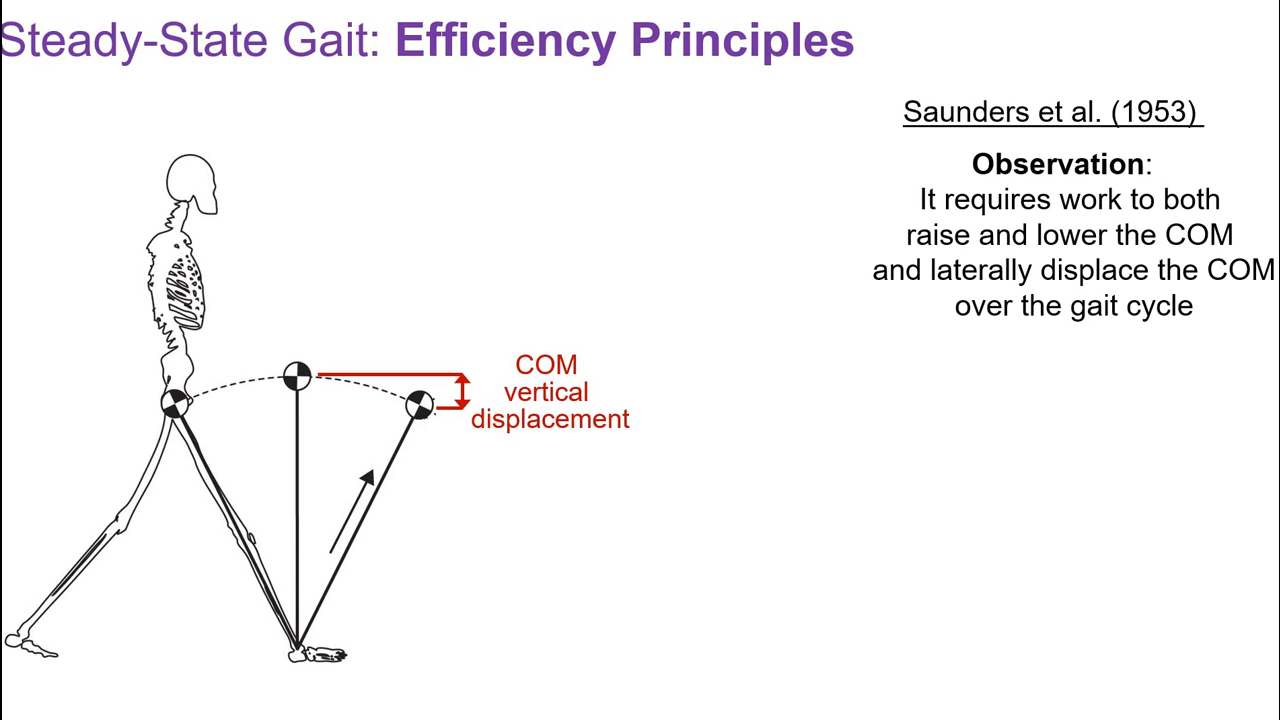 Steady-State Gait: Efficiency Principles
Saunders et al. (1953)
Observation:
It requires work to both
raise and lower the COM
and laterally displace the COM
over the gait cycle
COM
vertical
displacement